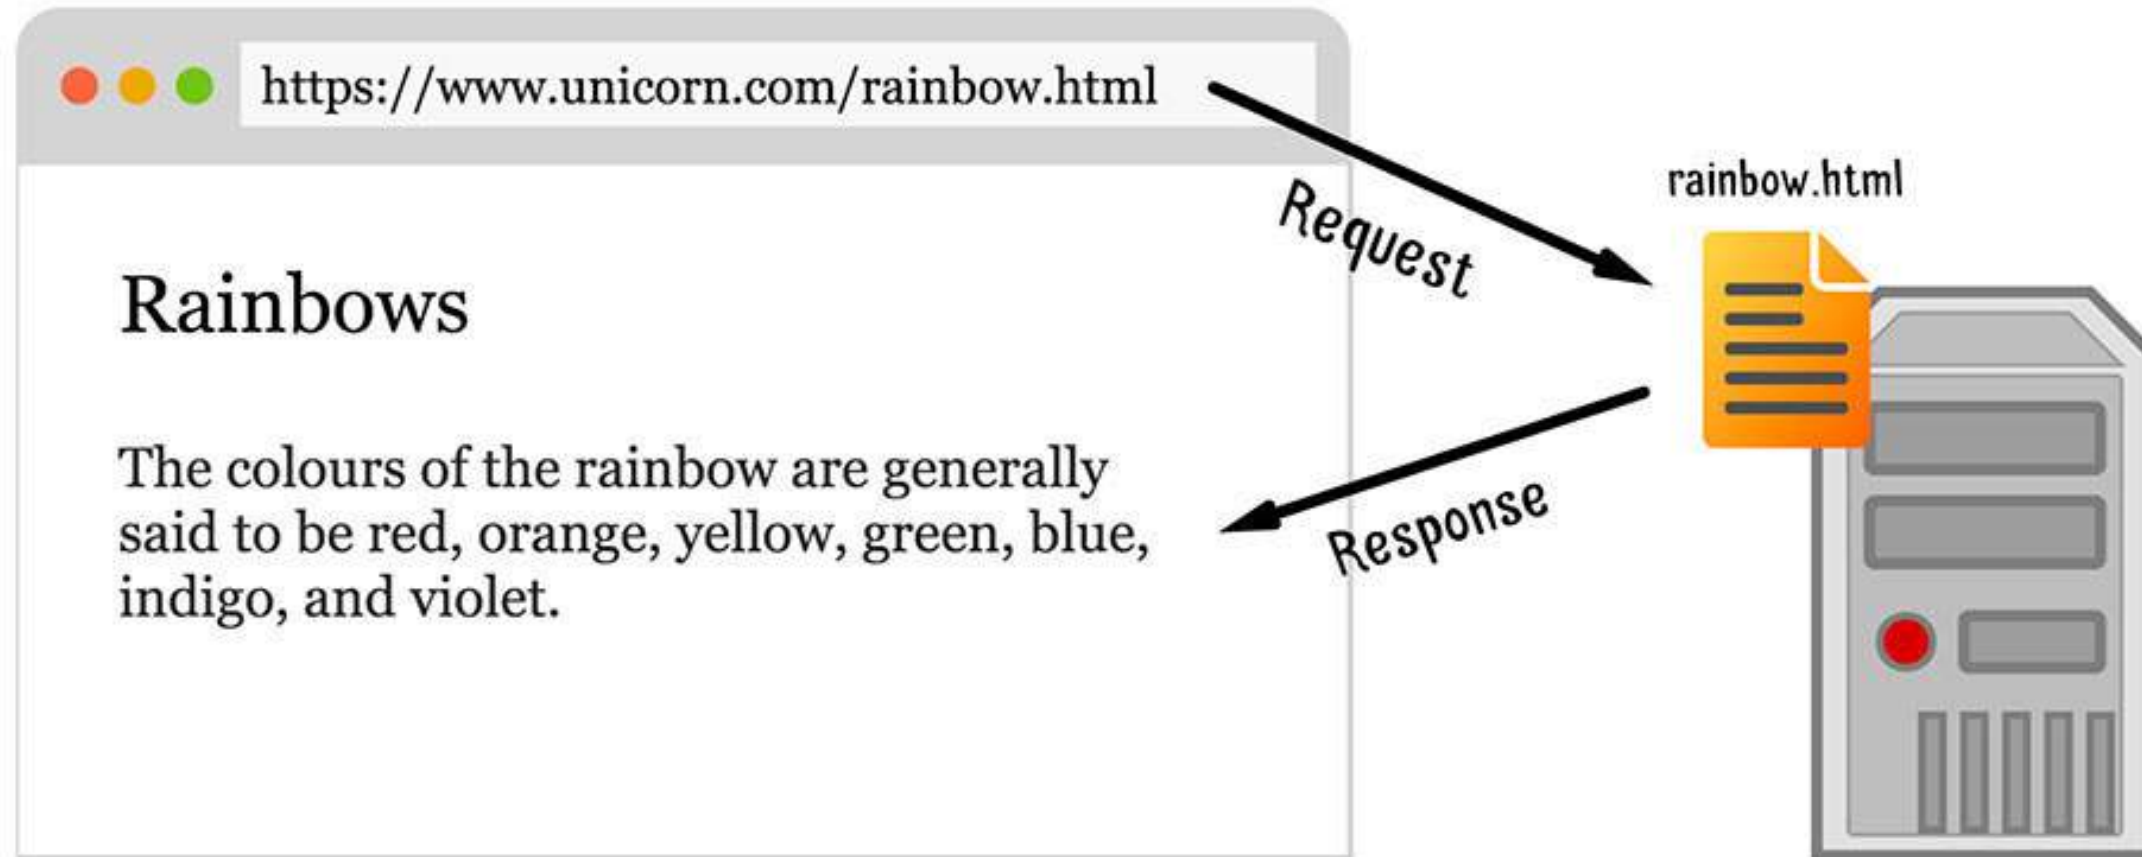 https://www.unicorn.com/rainbow.html
rainbow.html
Request
Rainbows
The colours of the rainbow are generally
said to be red, orange, yellow, green, blue,
indigo, and violet.
Response